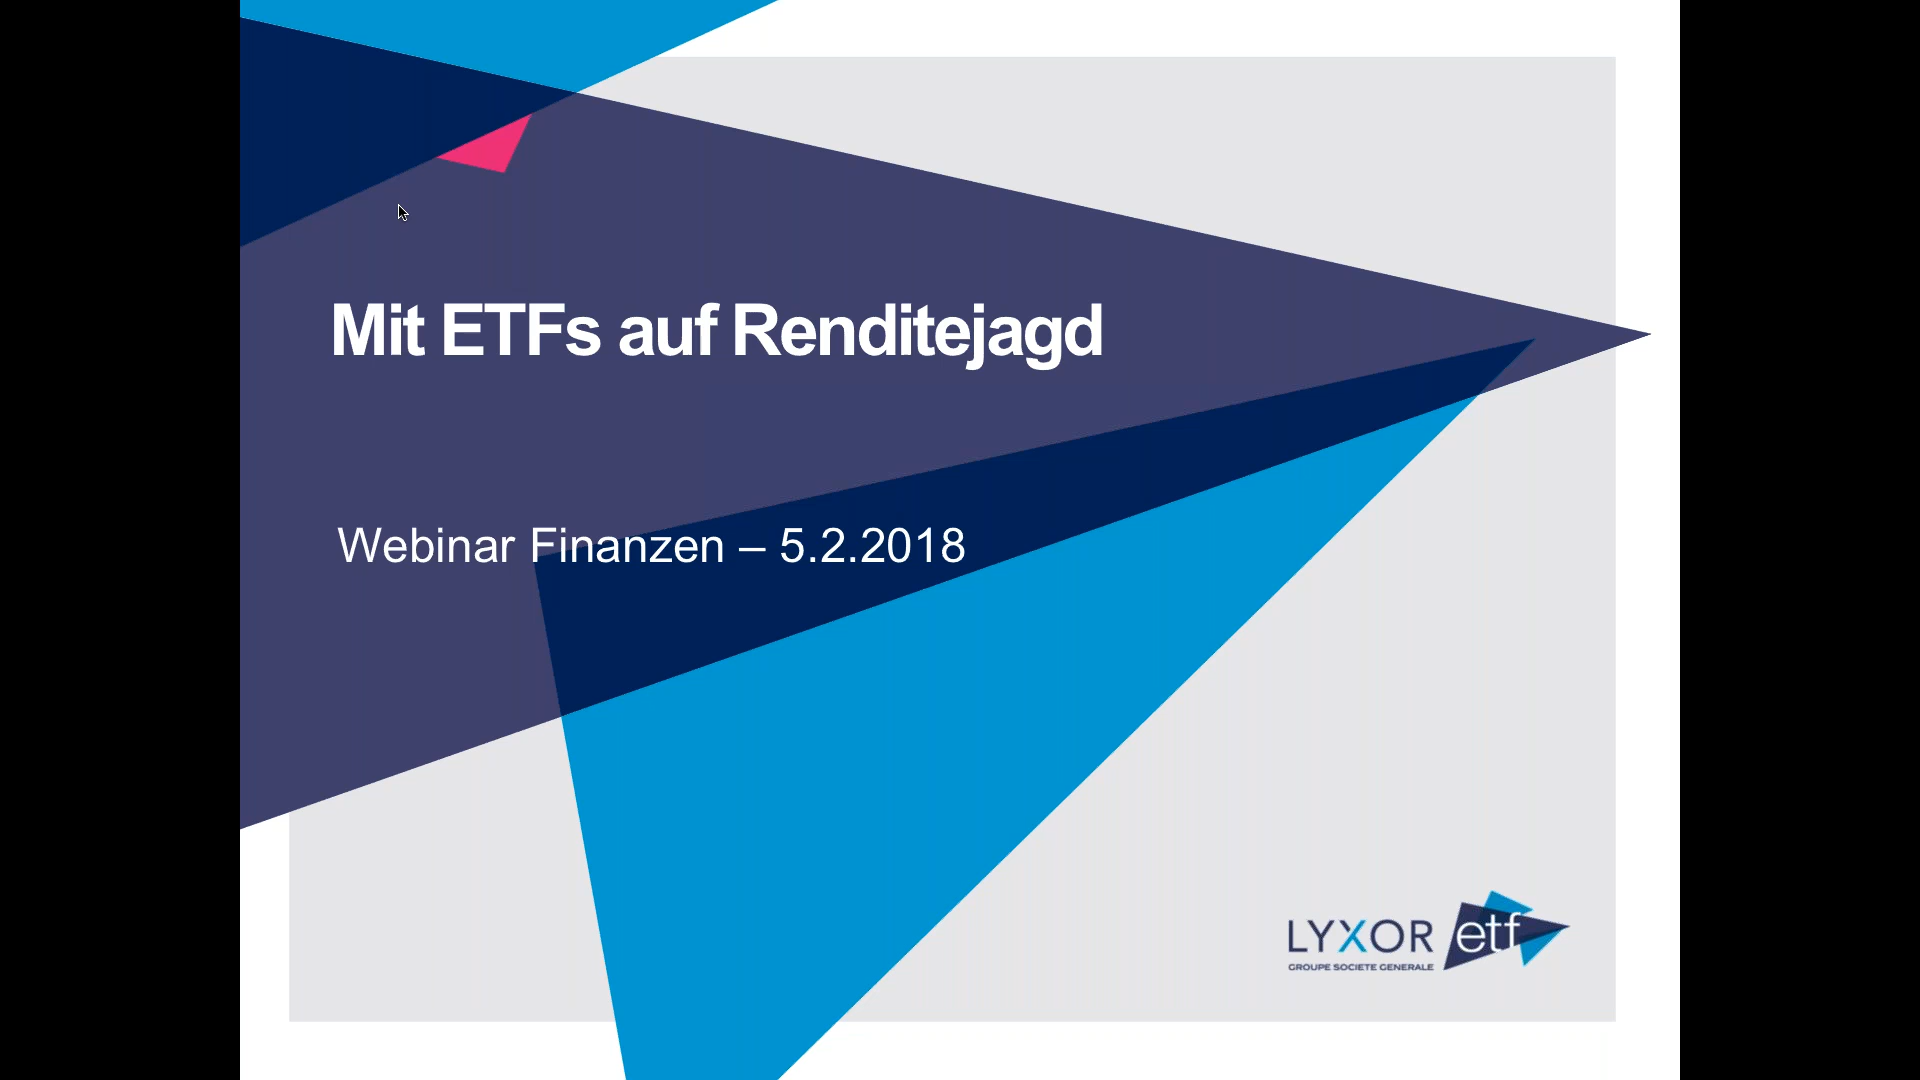 Mit ETFs auf Renditejagd
Webinar Finanzen – 5.2.2018
LYXOR etf
GROUPE SOCIETE GENERALE